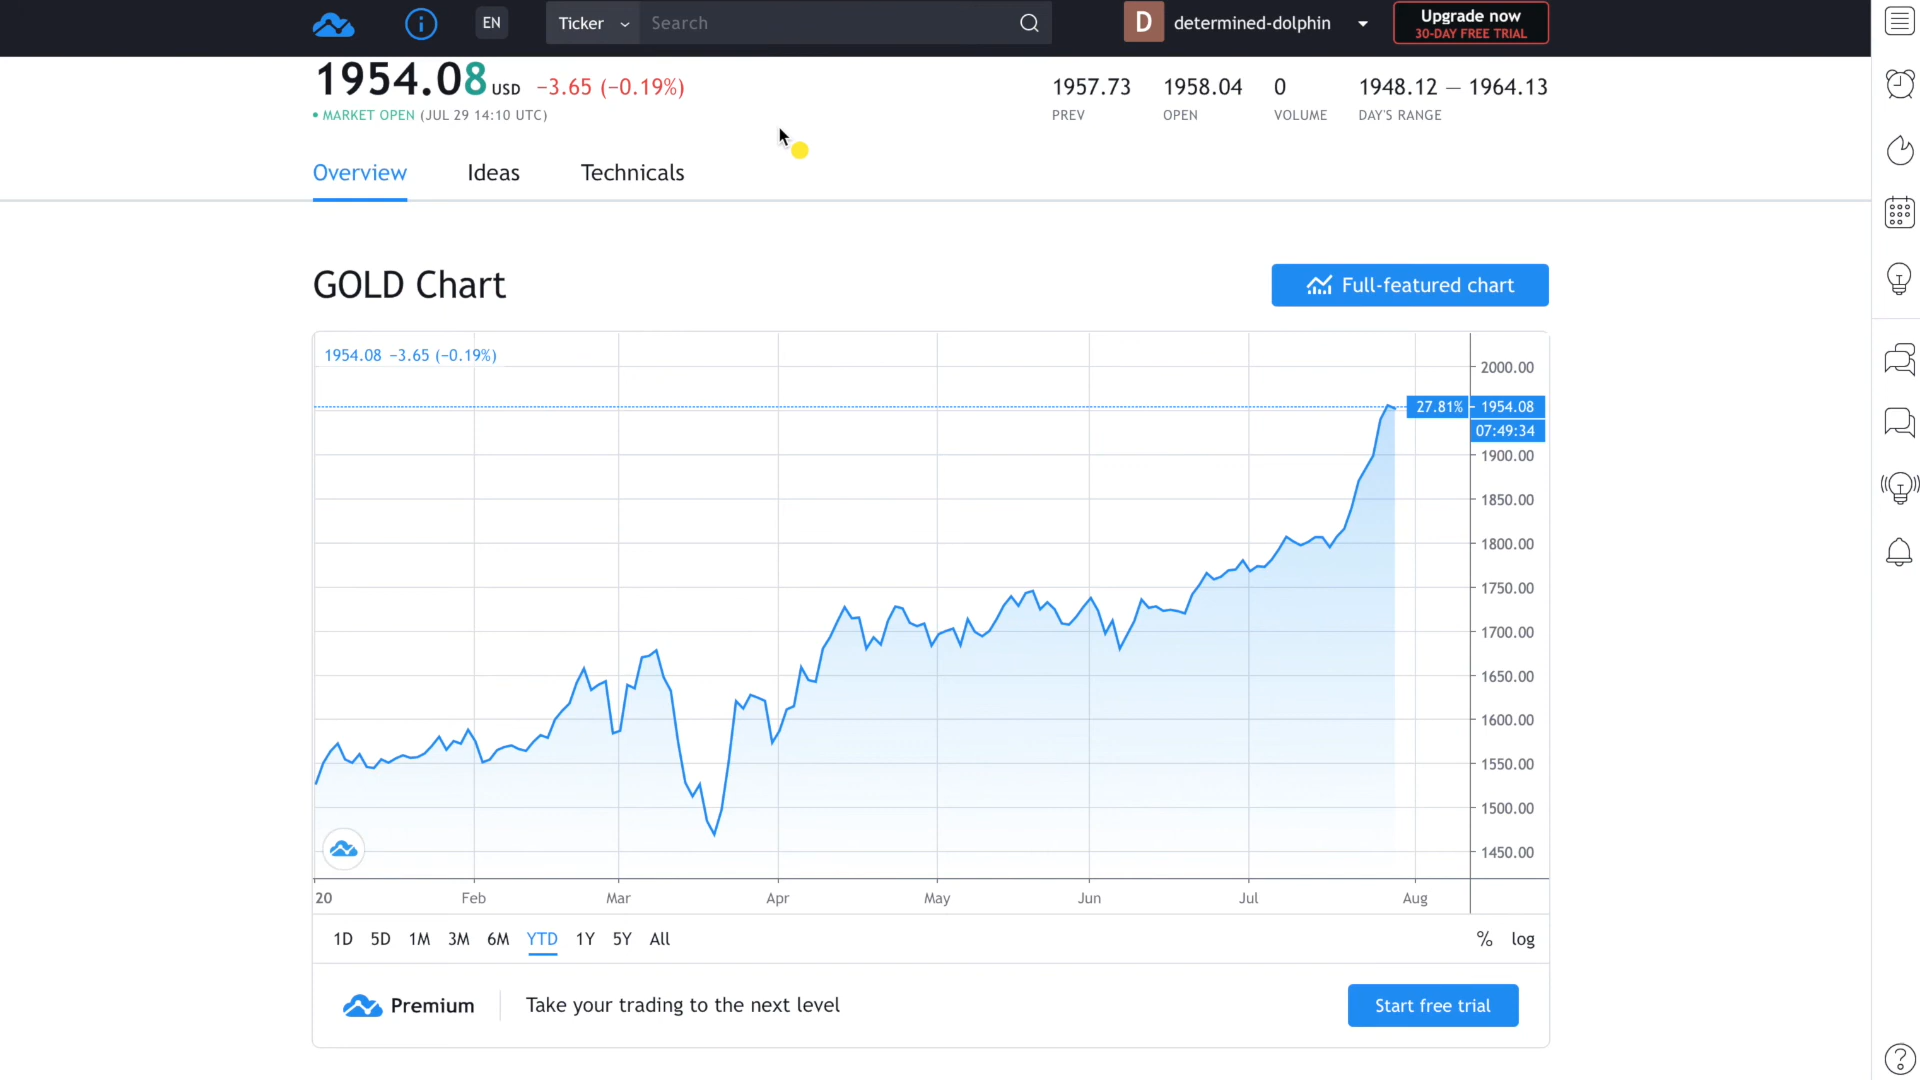 EN Ticker Search D determined-dolphin Upgrade now
30-DAY FREE TRIAL
1954.08 USD −3.65 (−0.19%) 1957.73 1958.04 0 1948.12 — 1964.13
• MARKET OPEN (JUL 29 14:10 UTC) PREV OPEN VOLUME DAY'S RANGE
Overview Ideas Technicals
GOLD Chart Full-featured chart
1954.08 −3.65 (−0.19%)
2000.00
27.81% 1954.08
07:49:34
1900.00
1850.00
1800.00
1750.00
1700.00
1650.00
1600.00
1550.00
1500.00
1450.00
20 Feb Mar Apr May Jun Jul Aug
1D 5D 1M 3M 6M YTD 1Y 5Y All % log
Premium Take your trading to the next level Start free trial